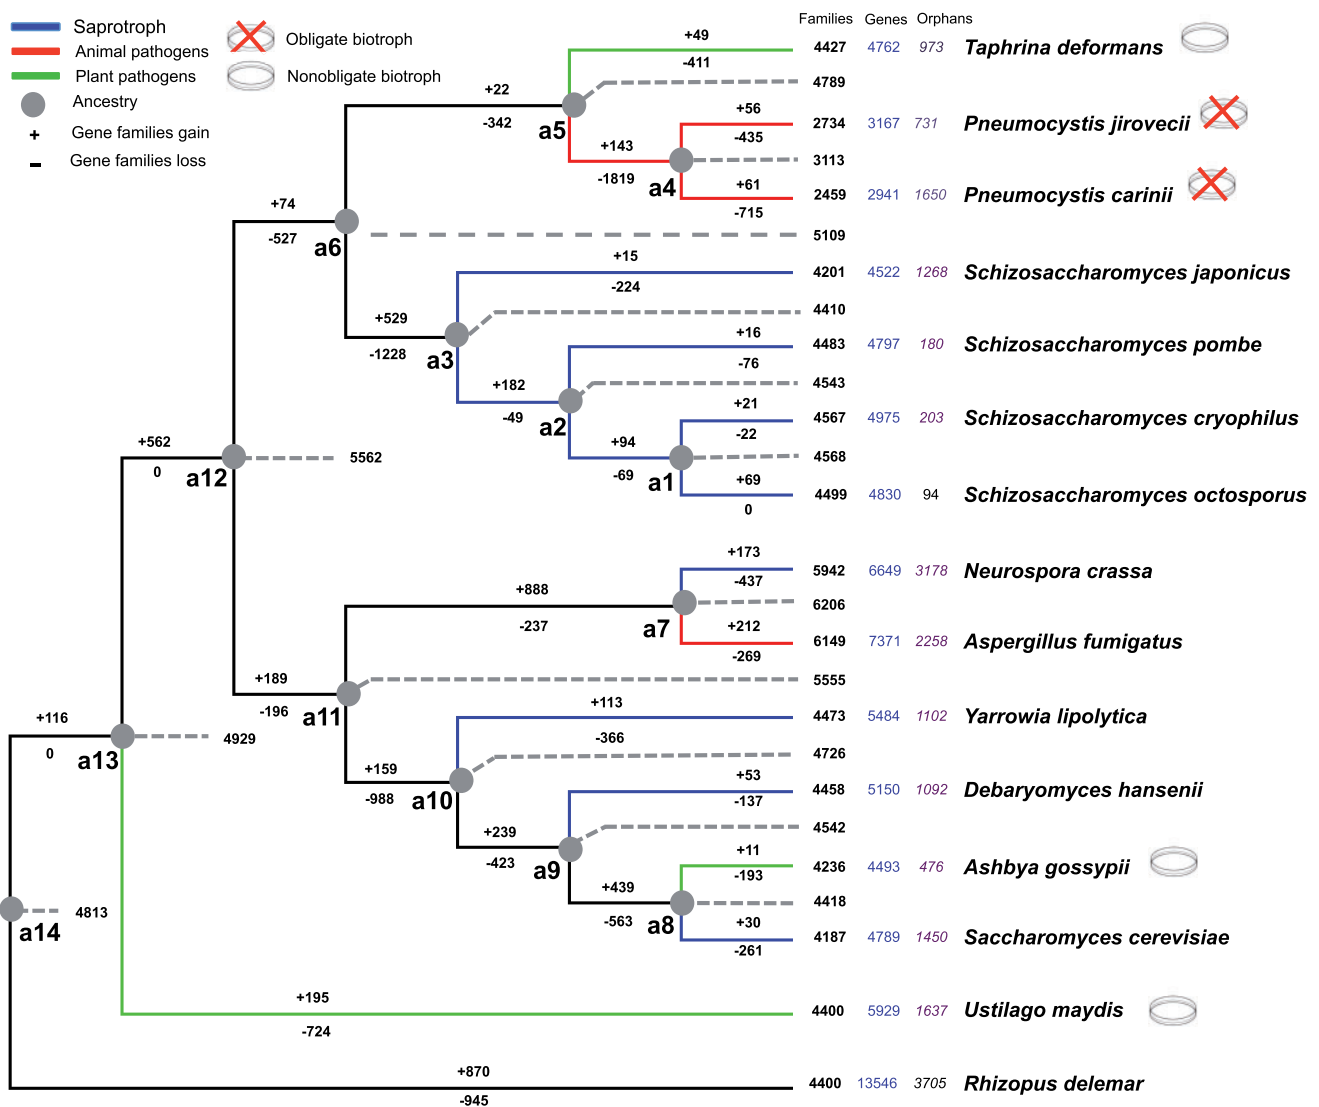 Families Genes Orphans
Saprotroph
Animal pathogens
Plant pathogens
Ancestry
+ Gene families gain
- Gene families loss
Obligate biotroph
Nonobligate biotroph
+49
-411
4427 4762 973 Taphrina deformans
4789
+22
-342
a5
+56
-435
2734 3167 731 Pneumocystis jirovecii
+143
-1819
a4
3113
+61
-715
2459 2941 1650 Pneumocystis carinii
+74
-527
a6
5109
+15
-224
4201 4522 1268 Schizosaccharomyces japonicus
+529
-1228
a3
4410
+16
-76
4483 4797 180 Schizosaccharomyces pombe
+182
-49
a2
4543
+21
-22
4567 4975 203 Schizosaccharomyces cryophilus
+94
-69
a1
4568
+69
0
4499 4830 94 Schizosaccharomyces octosporus
+562
0
a12
5562
+173
-437
5942 6649 3178 Neurospora crassa
+888
-237
a7
6206
+212
-269
6149 7371 2258 Aspergillus fumigatus
+189
-196
a11
5555
+113
-366
4473 5484 1102 Yarrowia lipolytica
+116
0
a13
4929
+159
-988
a10
4726
+53
-137
4458 5150 1092 Debaryomyces hansenii
+239
-423
a9
4542
+11
-193
4236 4493 476 Ashbya gossypii
+439
-563
a8
4418
+30
-261
4187 4789 1450 Saccharomyces cerevisiae
a14
4813
+195
-724
4400 5929 1637 Ustilago maydis
+870
-945
4400 13546 3705 Rhizopus delemar